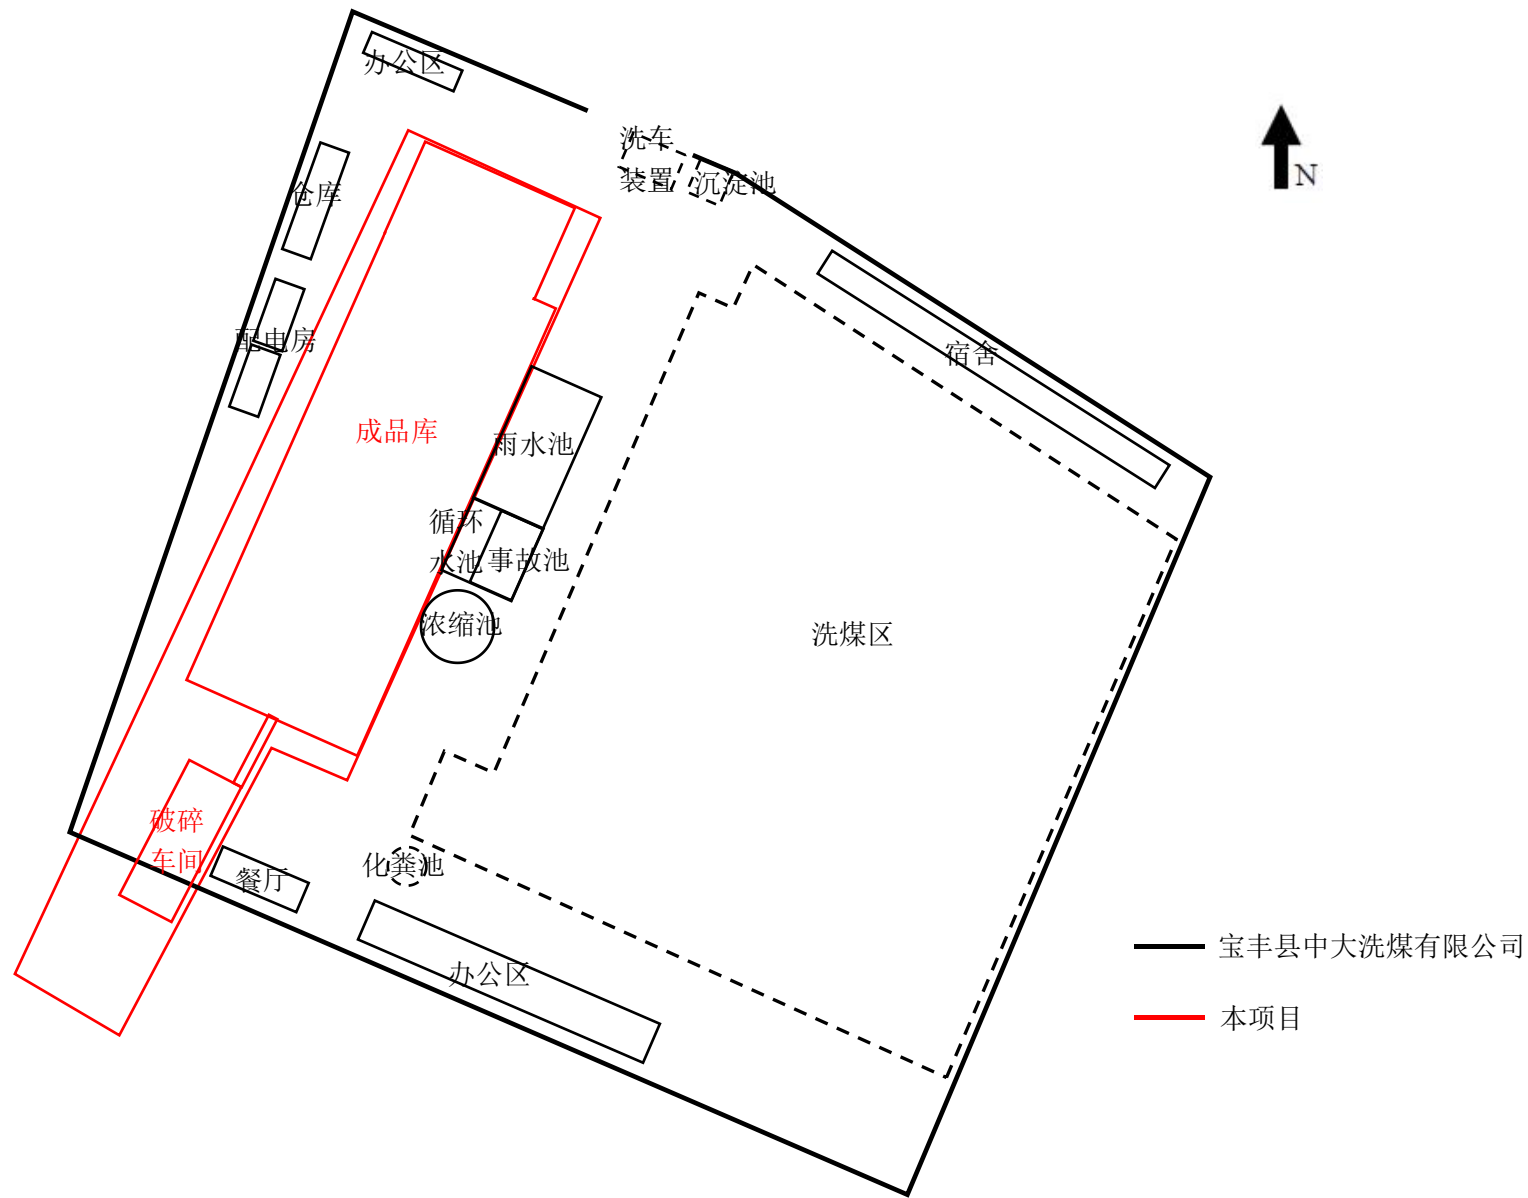 办公区
洗车
装置
沉淀池
N
仓库
配电房
宿舍
成品库
雨水池
循环
水池
事故池
浓缩池
洗煤区
破碎
车间
餐厅
化粪池
办公区
宝丰县中大洗煤有限公司
本项目